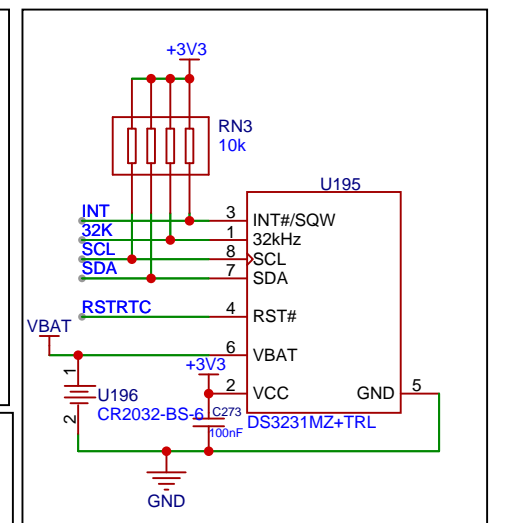 +3V3
RN3
10k
U195
INT
3
INT#/SQW
32K
1
32kHz
SCL
8
SCL
SDA
7
SDA
RSTRTC
4
RST#
VBAT
6
VBAT
+3V3
1
2
VCC
GND
5
U196
CR2032-BS-6
C273
100nF
DS3231MZ+TRL
2
GND